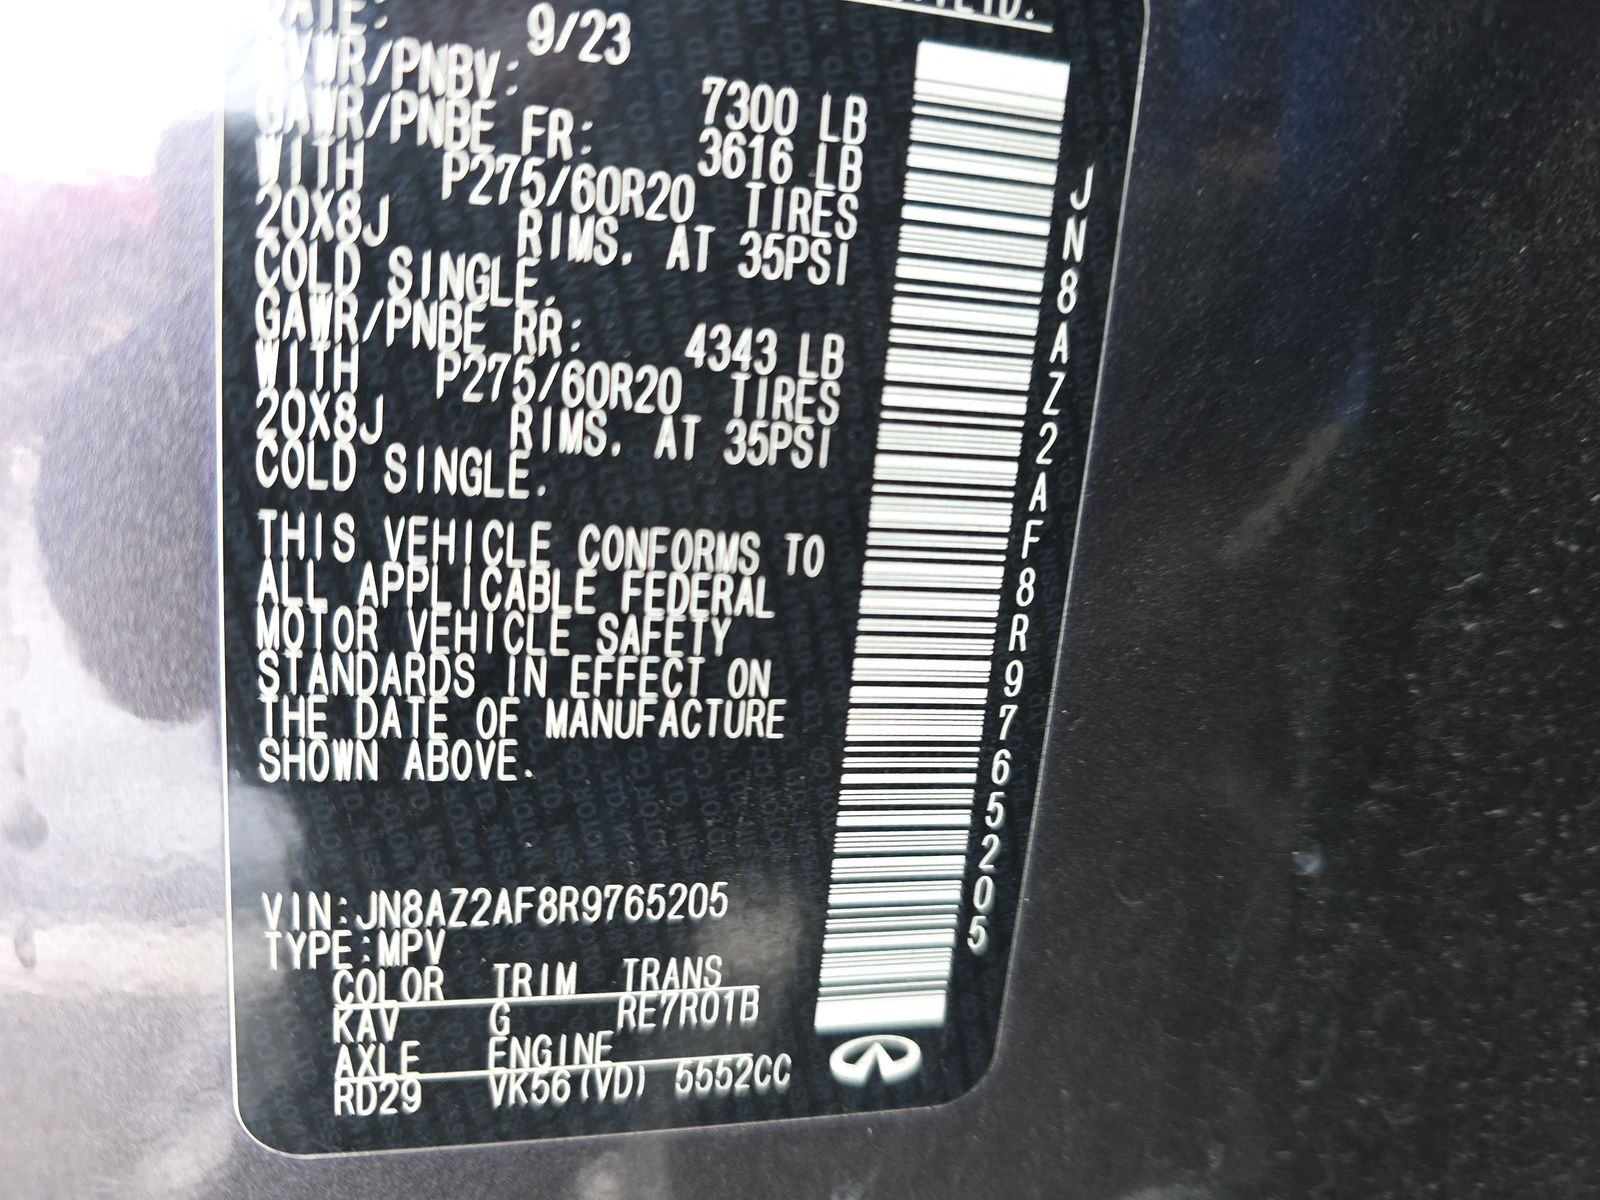 DATE:
9/23
GVWR/PNBV: 7300 LB
GAWR/PNBE FR: 3616 LB
WITH P275/60R20 TIRES
20X8J RIMS. AT 35PSI
COLD SINGLE.
GAWR/PNBE RR: 4343 LB
WITH P275/60R20 TIRES
20X8J RIMS. AT 35PSI
COLD SINGLE.
THIS VEHICLE CONFORMS TO
ALL APPLICABLE FEDERAL
MOTOR VEHICLE SAFETY
STANDARDS IN EFFECT ON
THE DATE OF MANUFACTURE
SHOWN ABOVE.
VIN:JN8AZ2AF8R9765205
TYPE:MPV
COLOR TRIM TRANS
KAV G RE7R01B
AXLE ENGINE
RD29 VK56(VD) 5552CC
JN8AZ2AF8R9765205